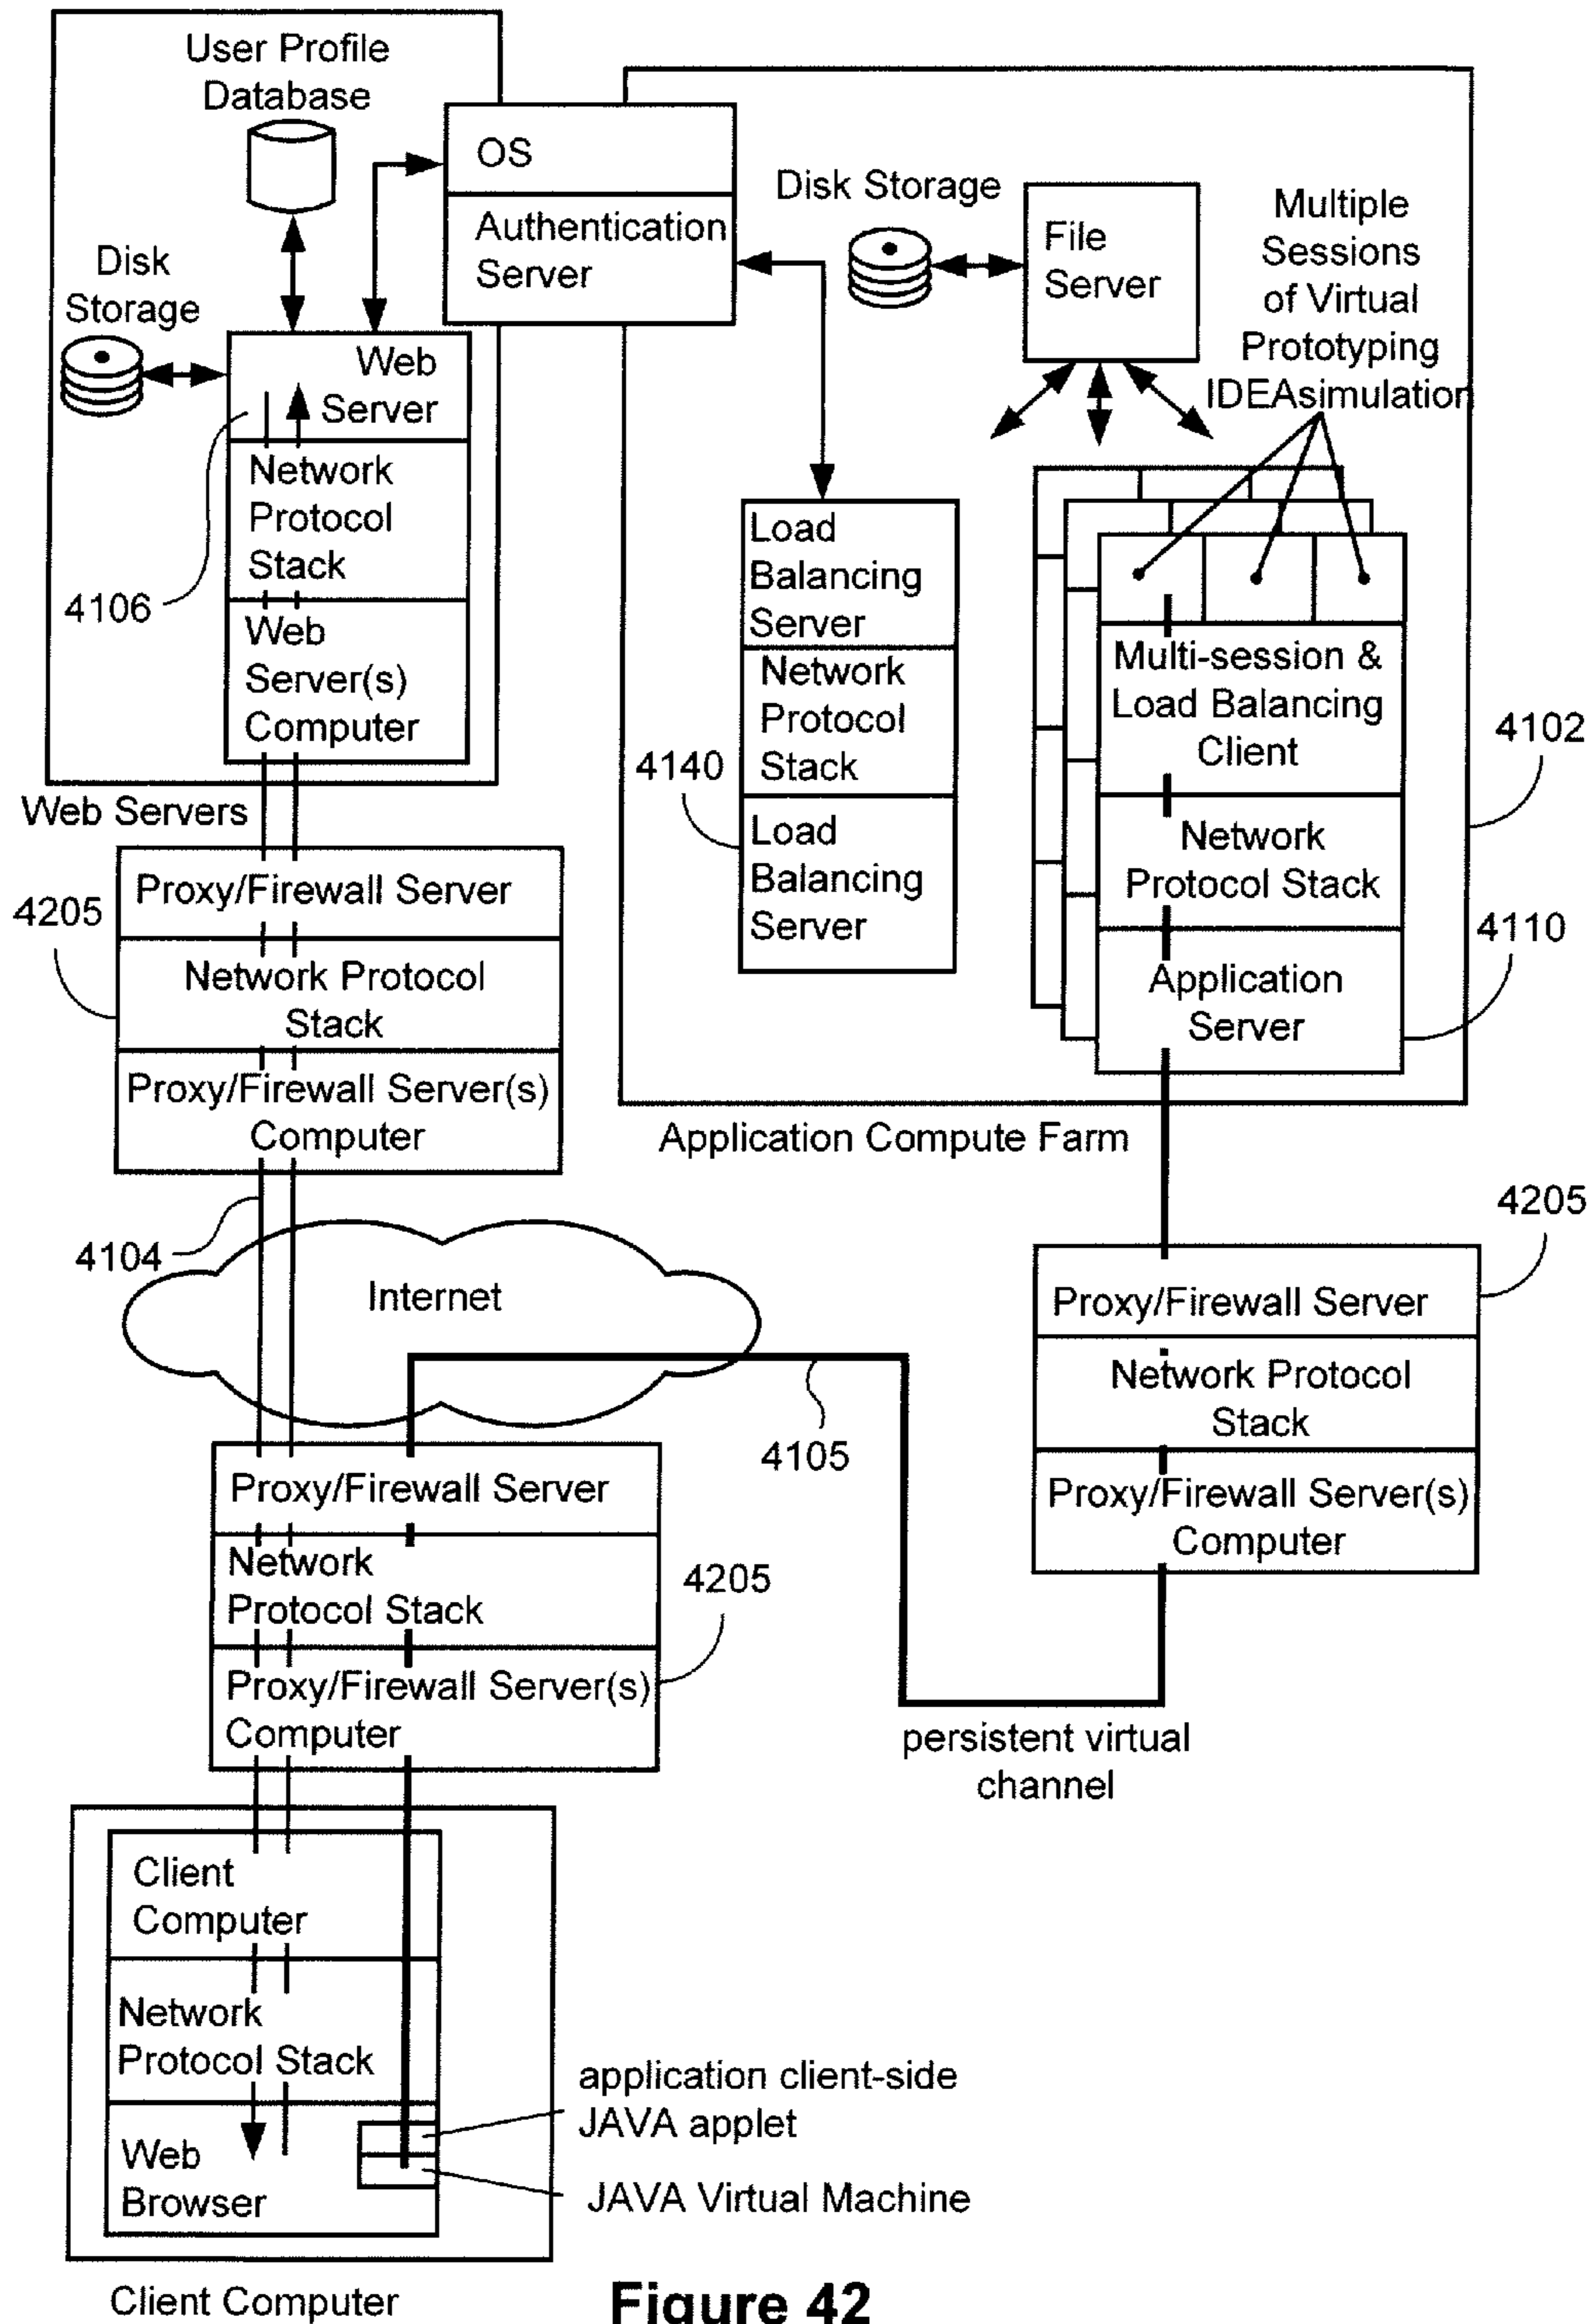 User Profile
Database
Disk
Storage
Web
Server
Network
Protocol
Stack
4106
Web
Server(s)
Computer
Web Servers
OS
Authentication
Server
Disk Storage
File
Server
Multiple
Sessions
of Virtual
Prototyping
IDEAsimulation
Load
Balancing
Server
Network
Protocol
Stack
4140
Load
Balancing
Server
Multi-session &
Load Balancing
Client
4102
Network
Protocol Stack
4110
Application
Server
Application Compute Farm
Proxy/Firewall Server
4205
Network Protocol
Stack
Proxy/Firewall Server(s)
Computer
4104
Internet
4105
4205
Proxy/Firewall Server
Network Protocol
Stack
Proxy/Firewall Server(s)
Computer
Proxy/Firewall Server
Network
Protocol Stack
4205
Proxy/Firewall Server(s)
Computer
persistent virtual
channel
Client
Computer
Network
Protocol Stack
Web
Browser
application client-side
JAVA applet
JAVA Virtual Machine
Client Computer
Figure 42